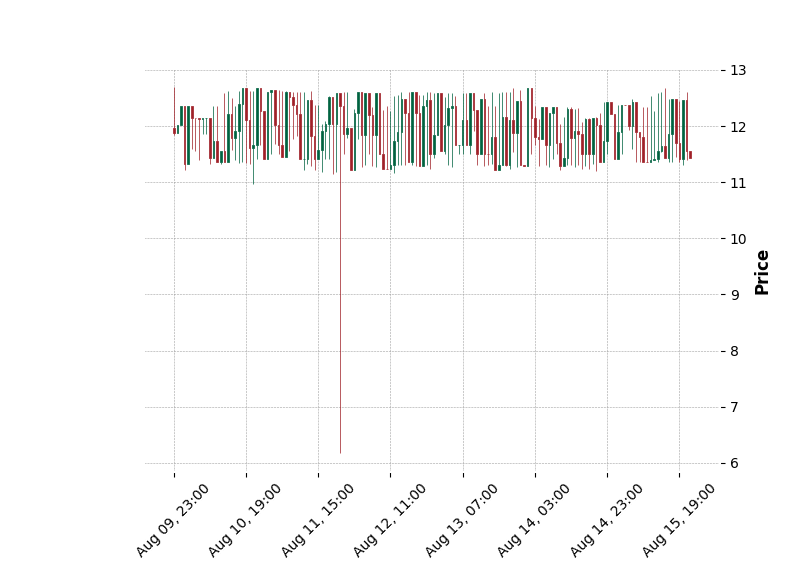 13
12
11
10
9
8
7
6
Price
Aug 09, 23:00
Aug 10, 19:00
Aug 11, 15:00
Aug 12, 11:00
Aug 13, 07:00
Aug 14, 03:00
Aug 14, 23:00
Aug 15, 19:00